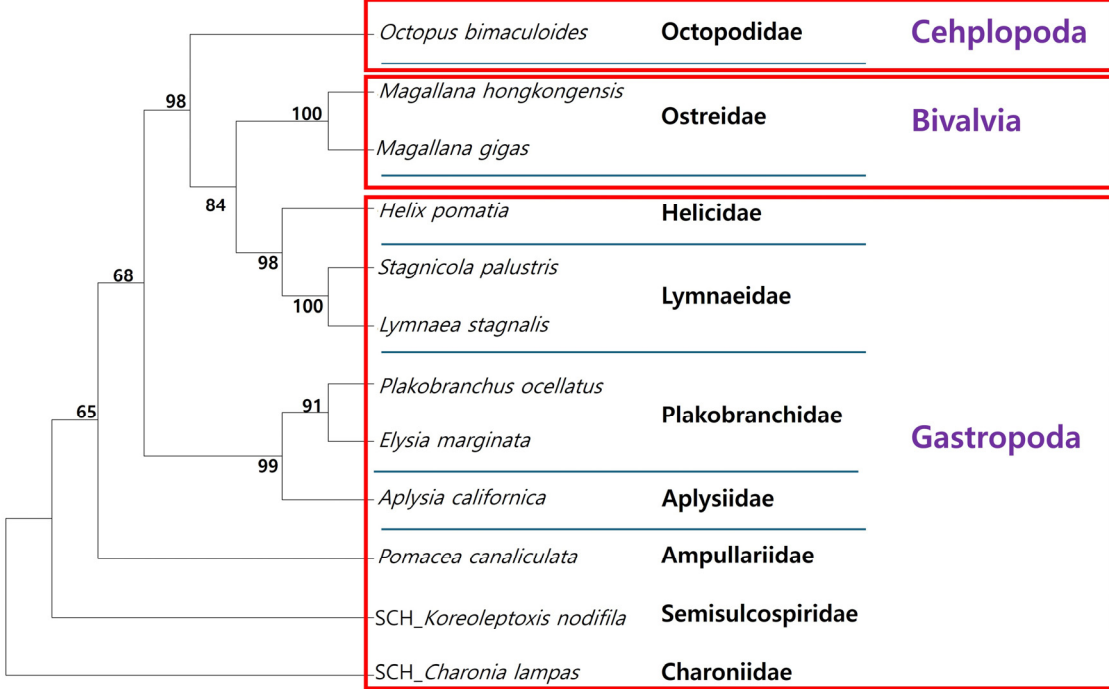 Octopus bimaculoides Octopodidae Cehplopoda
98
Magallana hongkongensis
100 Ostreidae Bivalvia
Magallana gigas
84
Helix pomatia Helicidae
98
Stagnicola palustris
68
100 Lymnaeidae
Lymnaea stagnalis
Plakobranchus ocellatus
91
65 Plakobranchidae
Elysia marginata Gastropoda
99
Aplysia californica Aplysiidae
Pomacea canaliculata Ampullariidae
SCH_Koreoleptoxis nodifila Semisulcospiridae
SCH_Charonia lampas Charoniidae